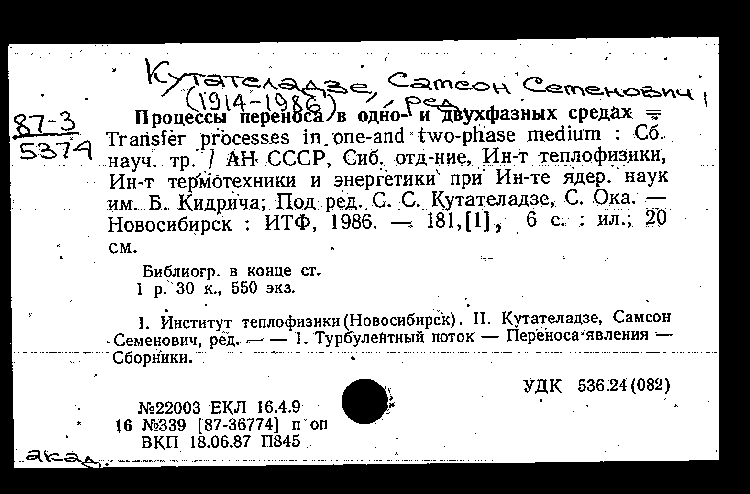 Кутателадзе, Самсон Семенович,
(1914-1986), ред.
87-3
5374
Процессы переноса в одно- и двухфазных средах =
Transfer processes in one-and two-phase medium : Сб.
науч. тр. / АН СССР, Сиб. отд-ние, Ин-т теплофизики,
Ин-т термотехники и энергетики при Ин-те ядер. наук
им. Б. Кидрича; Под ред. С. С. Кутателадзе, С. Ока. —
Новосибирск : ИТФ, 1986. — 181,[1], 6 с. : ил.; 20
см.
Библиогр. в конце ст.
1 р. 30 к., 550 экз.
I. Институт теплофизики (Новосибирск). II. Кутателадзе, Самсон
Семенович, ред. — — 1. Турбулентный поток — Переноса явления —
Сборники.
УДК 536.24(082)
№22003 ЕКЛ 16.4.9
16 №339 [87-36774] п оп
ВКП 18.06.87 П845
акад.